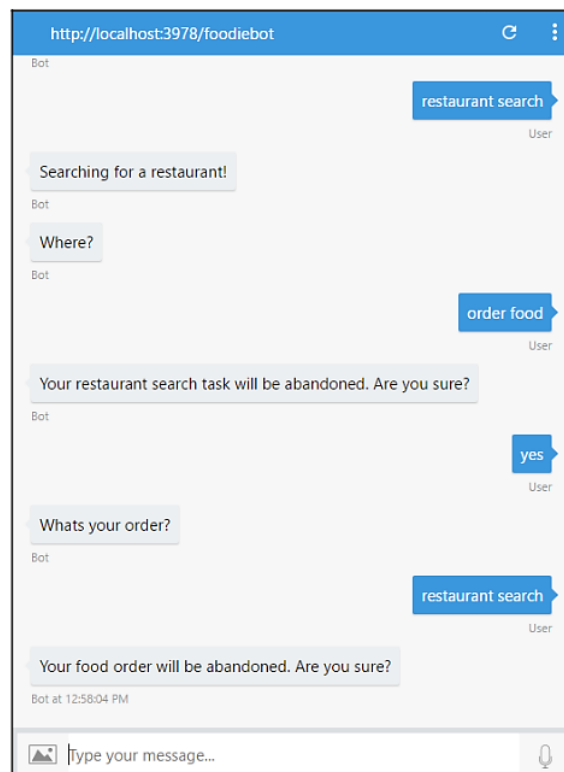 http://localhost:3978/foodiebot
Bot
restaurant search
User
Searching for a restaurant!
Bot
Where?
Bot
order food
User
Your restaurant search task will be abandoned. Are you sure?
Bot
yes
User
Whats your order?
Bot
restaurant search
User
Your food order will be abandoned. Are you sure?
Bot at 12:58:04 PM
Type your message...